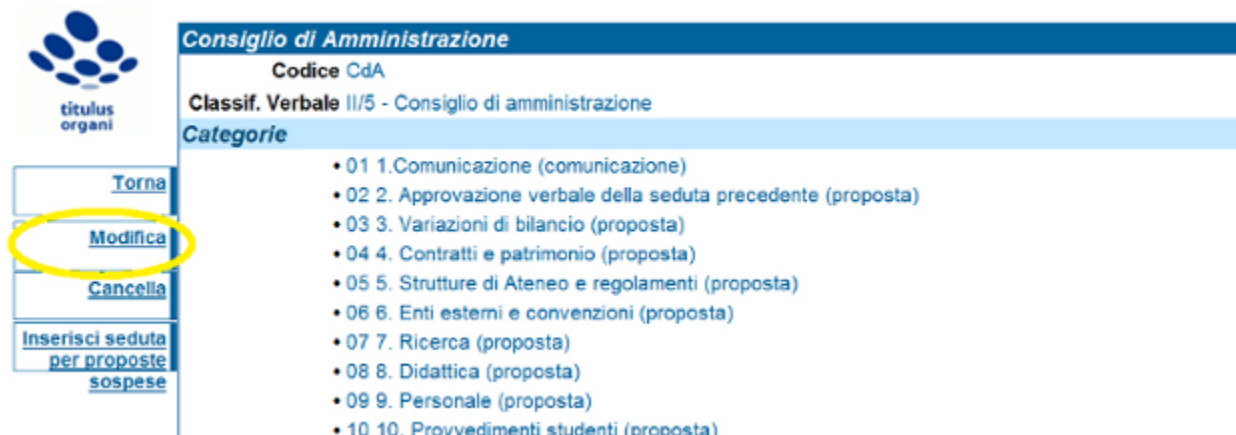 titulus
organi
Torna
Modifica
Cancella
Inserisci seduta
per proposte
sospese
Consiglio di Amministrazione
Codice CdA
Classif. Verbale II/5 - Consiglio di amministrazione
Categorie
• 01 1.Comunicazione (comunicazione)
• 02 2. Approvazione verbale della seduta precedente (proposta)
• 03 3. Variazioni di bilancio (proposta)
• 04 4. Contratti e patrimonio (proposta)
• 05 5. Strutture di Ateneo e regolamenti (proposta)
• 06 6. Enti esterni e convenzioni (proposta)
• 07 7. Ricerca (proposta)
• 08 8. Didattica (proposta)
• 09 9. Personale (proposta)
• 10 10. Provvedimenti studenti (proposta)